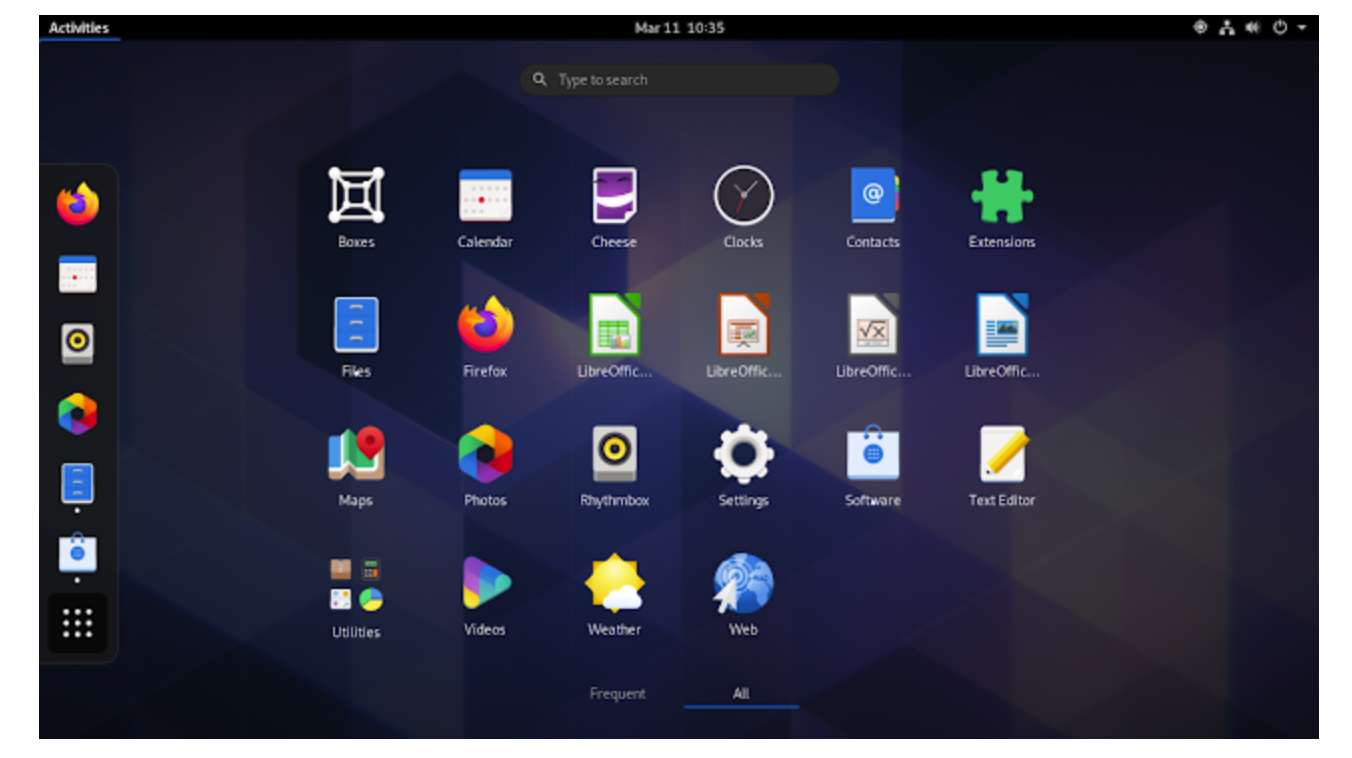 Activities
Mar 11 10:35
Type to search
Boxes
Calendar
Cheese
Clocks
Contacts
Extensions
Files
Firefox
LibreOffic...
LibreOffic...
LibreOffic...
LibreOffic...
Maps
Photos
Rhythmbox
Settings
Software
Text Editor
Utilities
Videos
Weather
Web
Frequent
All